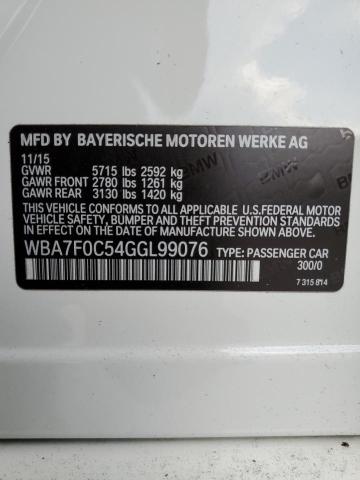 MFD BY BAYERISCHE MOTOREN WERKE AG
11/15
GVWR 5715 lbs 2592 kg
GAWR FRONT 2780 lbs 1261 kg
GAWR REAR 3130 lbs 1420 kg
THIS VEHICLE CONFORMS TO ALL APPLICABLE U.S.FEDERAL MOTOR
VEHICLE SAFETY, BUMPER AND THEFT PREVENTION STANDARDS IN
EFFECT ON THE DATE OF MANUFACTURE SHOWN ABOVE.
WBA7F0C54GGL99076 TYPE: PASSENGER CAR
300/0
7 315 814
BMW
BMW